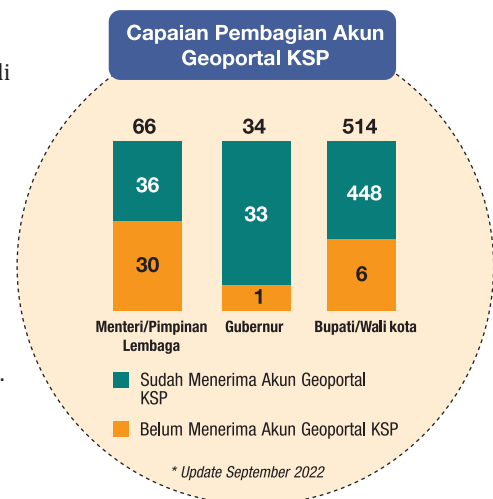 Capaian Pembagian Akun
Geoportal KSP
li
66 34 514
36 33 448
30 1 6
Menteri/Pimpinan Lembaga
Gubernur
Bupati/Wali kota
Sudah Menerima Akun Geoportal
KSP
.
Belum Menerima Akun Geoportal KSP
* Update September 2022